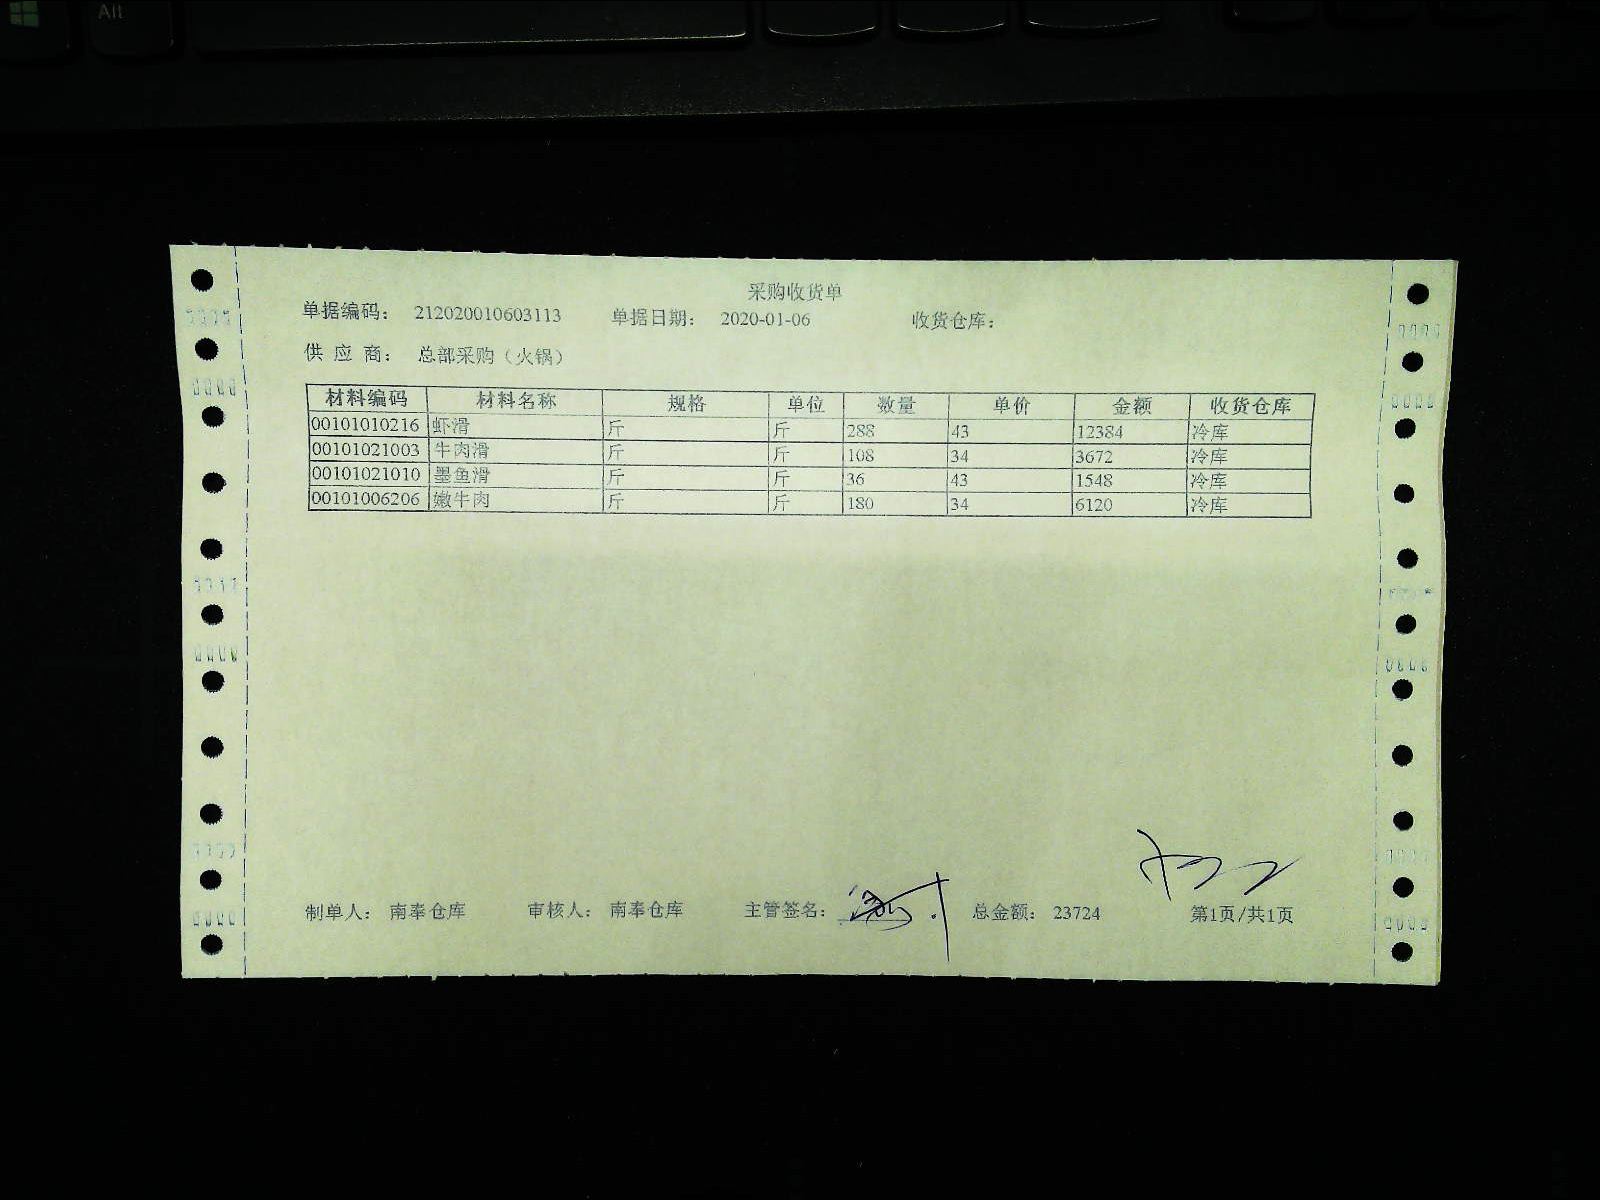 Alt
采购收货单
单据编码: 212020010603113 单据日期: 2020-01-06 收货仓库:
供 应 商: 总部采购(火锅)
材料编码 材料名称 规格 单位 数量 单价 金额 收货仓库
00101010216 虾滑 斤 斤 288 43 12384 冷库
00101021003 牛肉滑 斤 斤 108 34 3672 冷库
00101021010 墨鱼滑 斤 斤 36 43 1548 冷库
00101006206 嫩牛肉 斤 斤 180 34 6120 冷库
制单人: 南奉仓库 审核人: 南奉仓库 主管签名: 总金额: 23724 第1页/共1页